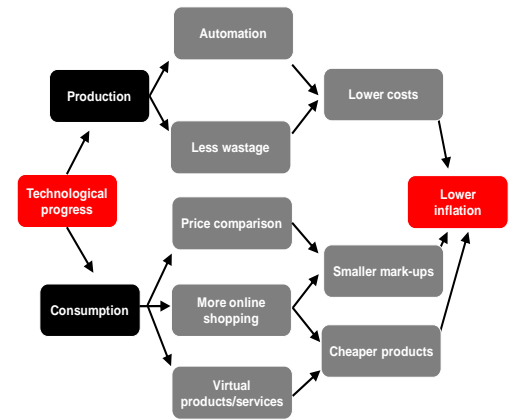 Automation
Production
Lower costs
Less wastage
Technological
progress
Lower
inflation
Price comparison
Smaller mark-ups
Consumption
More online
shopping
Cheaper products
Virtual
products/services